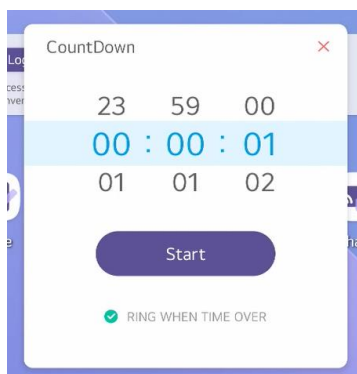 CountDown
23 59 00
00 : 00 : 01
01 01 02
Start
RING WHEN TIME OVER